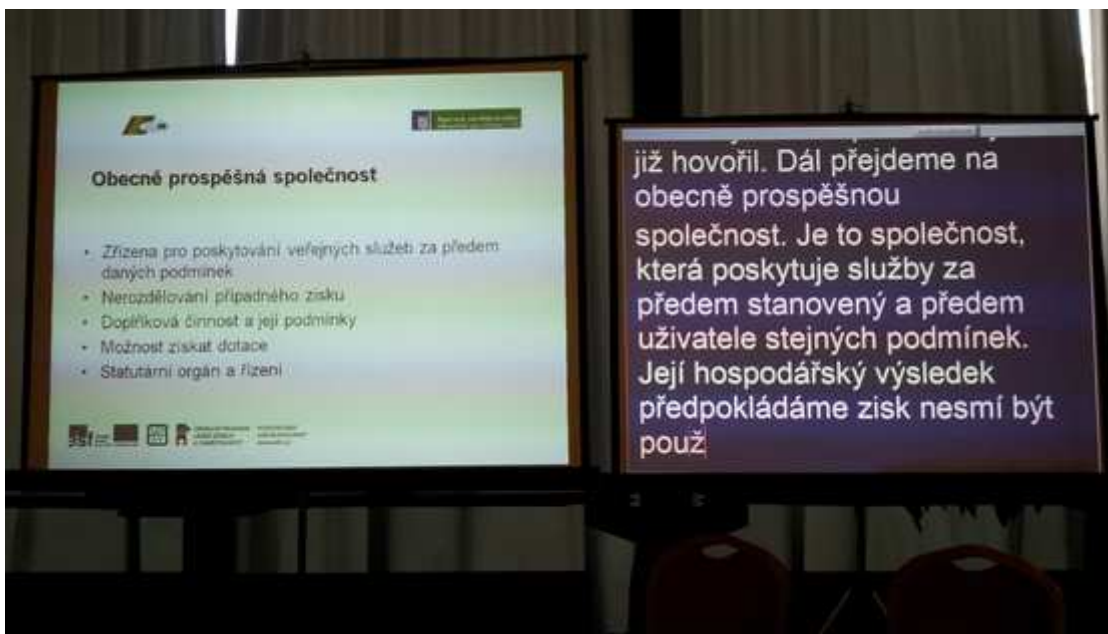 Obecně prospěšná společnost
• Zřízena pro poskytování veřejných služeb za předem
daných podmínek
• Nerozdělování případného zisku
• Doplňková činnost a její podmínky
• Možnost získat dotace
• Statutární orgán a řízení
již hovořil. Dál přejdeme na
obecně prospěšnou
společnost. Je to společnost,
která poskytuje služby za
předem stanovený a předem
uživatele stejných podmínek.
Její hospodářský výsledek
předpokládáme zisk nesmí být
použ